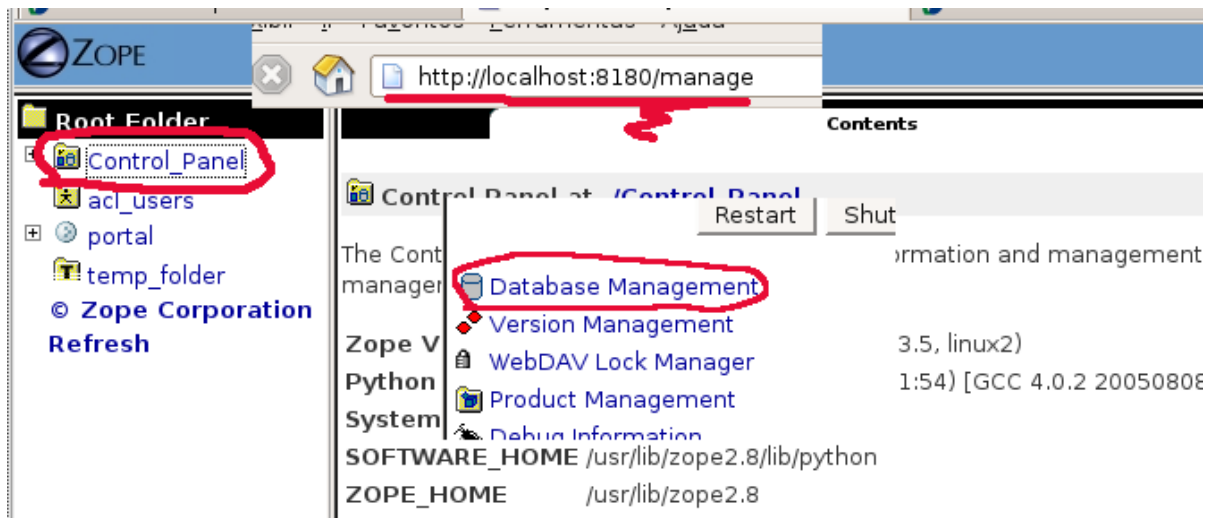 Exibir Ir Favoritos Ferramentas Ajuda
ZOPE
http://localhost:8180/manage
Root Folder
Contents
Control_Panel
acl_users
portal
temp_folder
© Zope Corporation
Refresh
Control Panel at /Control_Panel
Restart Shut
The Cont ormation and management
manager
Database Management
Version Management
WebDAV Lock Manager
Product Management
Debug Information
Zope V 3.5, linux2)
Python 1:54) [GCC 4.0.2 20050808
System
SOFTWARE_HOME /usr/lib/zope2.8/lib/python
ZOPE_HOME /usr/lib/zope2.8